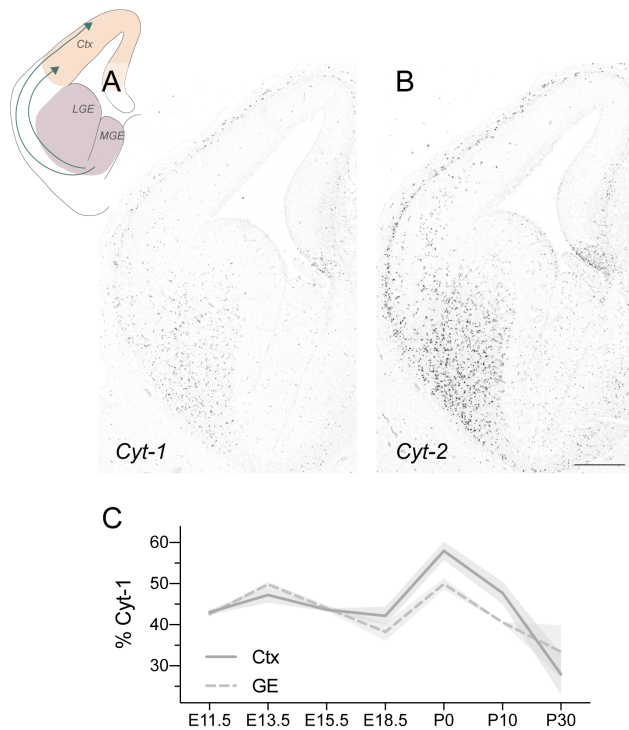 Ctx
A
B
LGE
MGE
Cyt-1
Cyt-2
C
60
50
40
30
% Cyt-1
Ctx
GE
E11.5 E13.5 E15.5 E18.5 P0 P10 P30